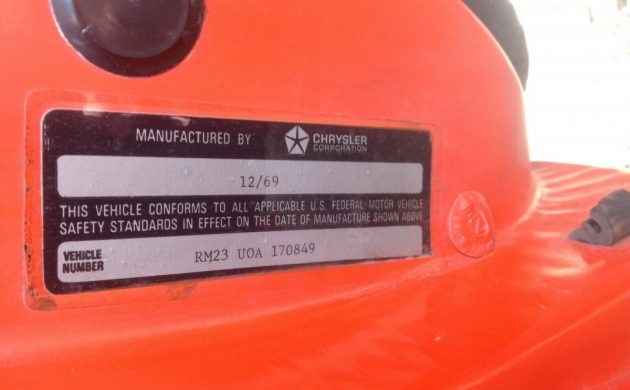 MANUFACTURED BY CHRYSLER CORPORATION
12/69
THIS VEHICLE CONFORMS TO ALL APPLICABLE U.S. FEDERAL MOTOR VEHICLE
SAFETY STANDARDS IN EFFECT ON THE DATE OF MANUFACTURE SHOWN ABOVE
VEHICLE NUMBER RM23 UOA 170849